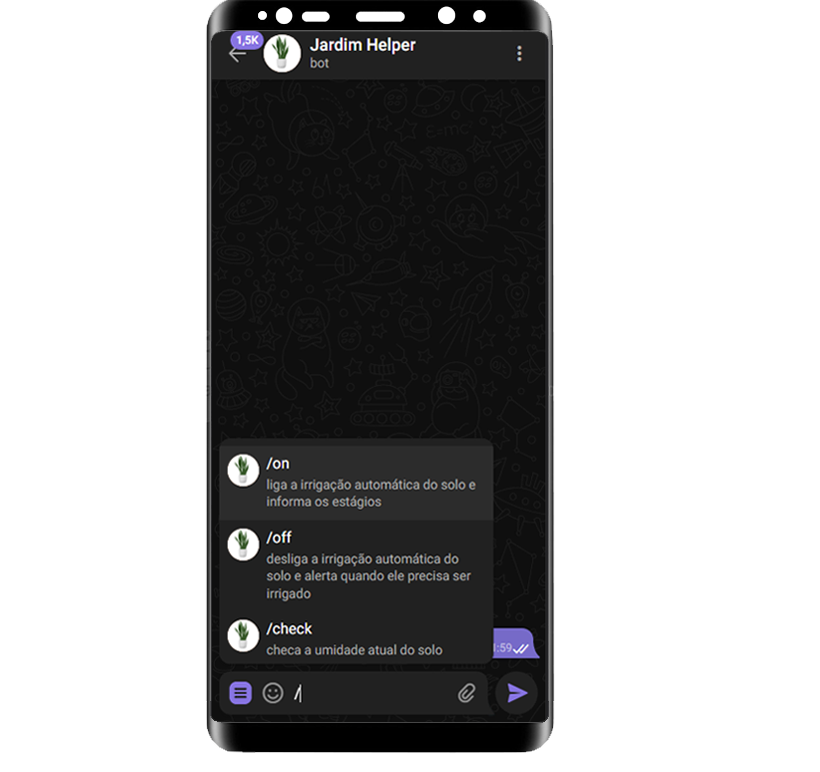 1,5K
Jardim Helper
bot
/on
liga a irrigação automática do solo e
informa os estágios
/off
desliga a irrigação automática do
solo e alerta quando ele precisa ser
irrigado
/check
checa a umidade atual do solo
:59
/